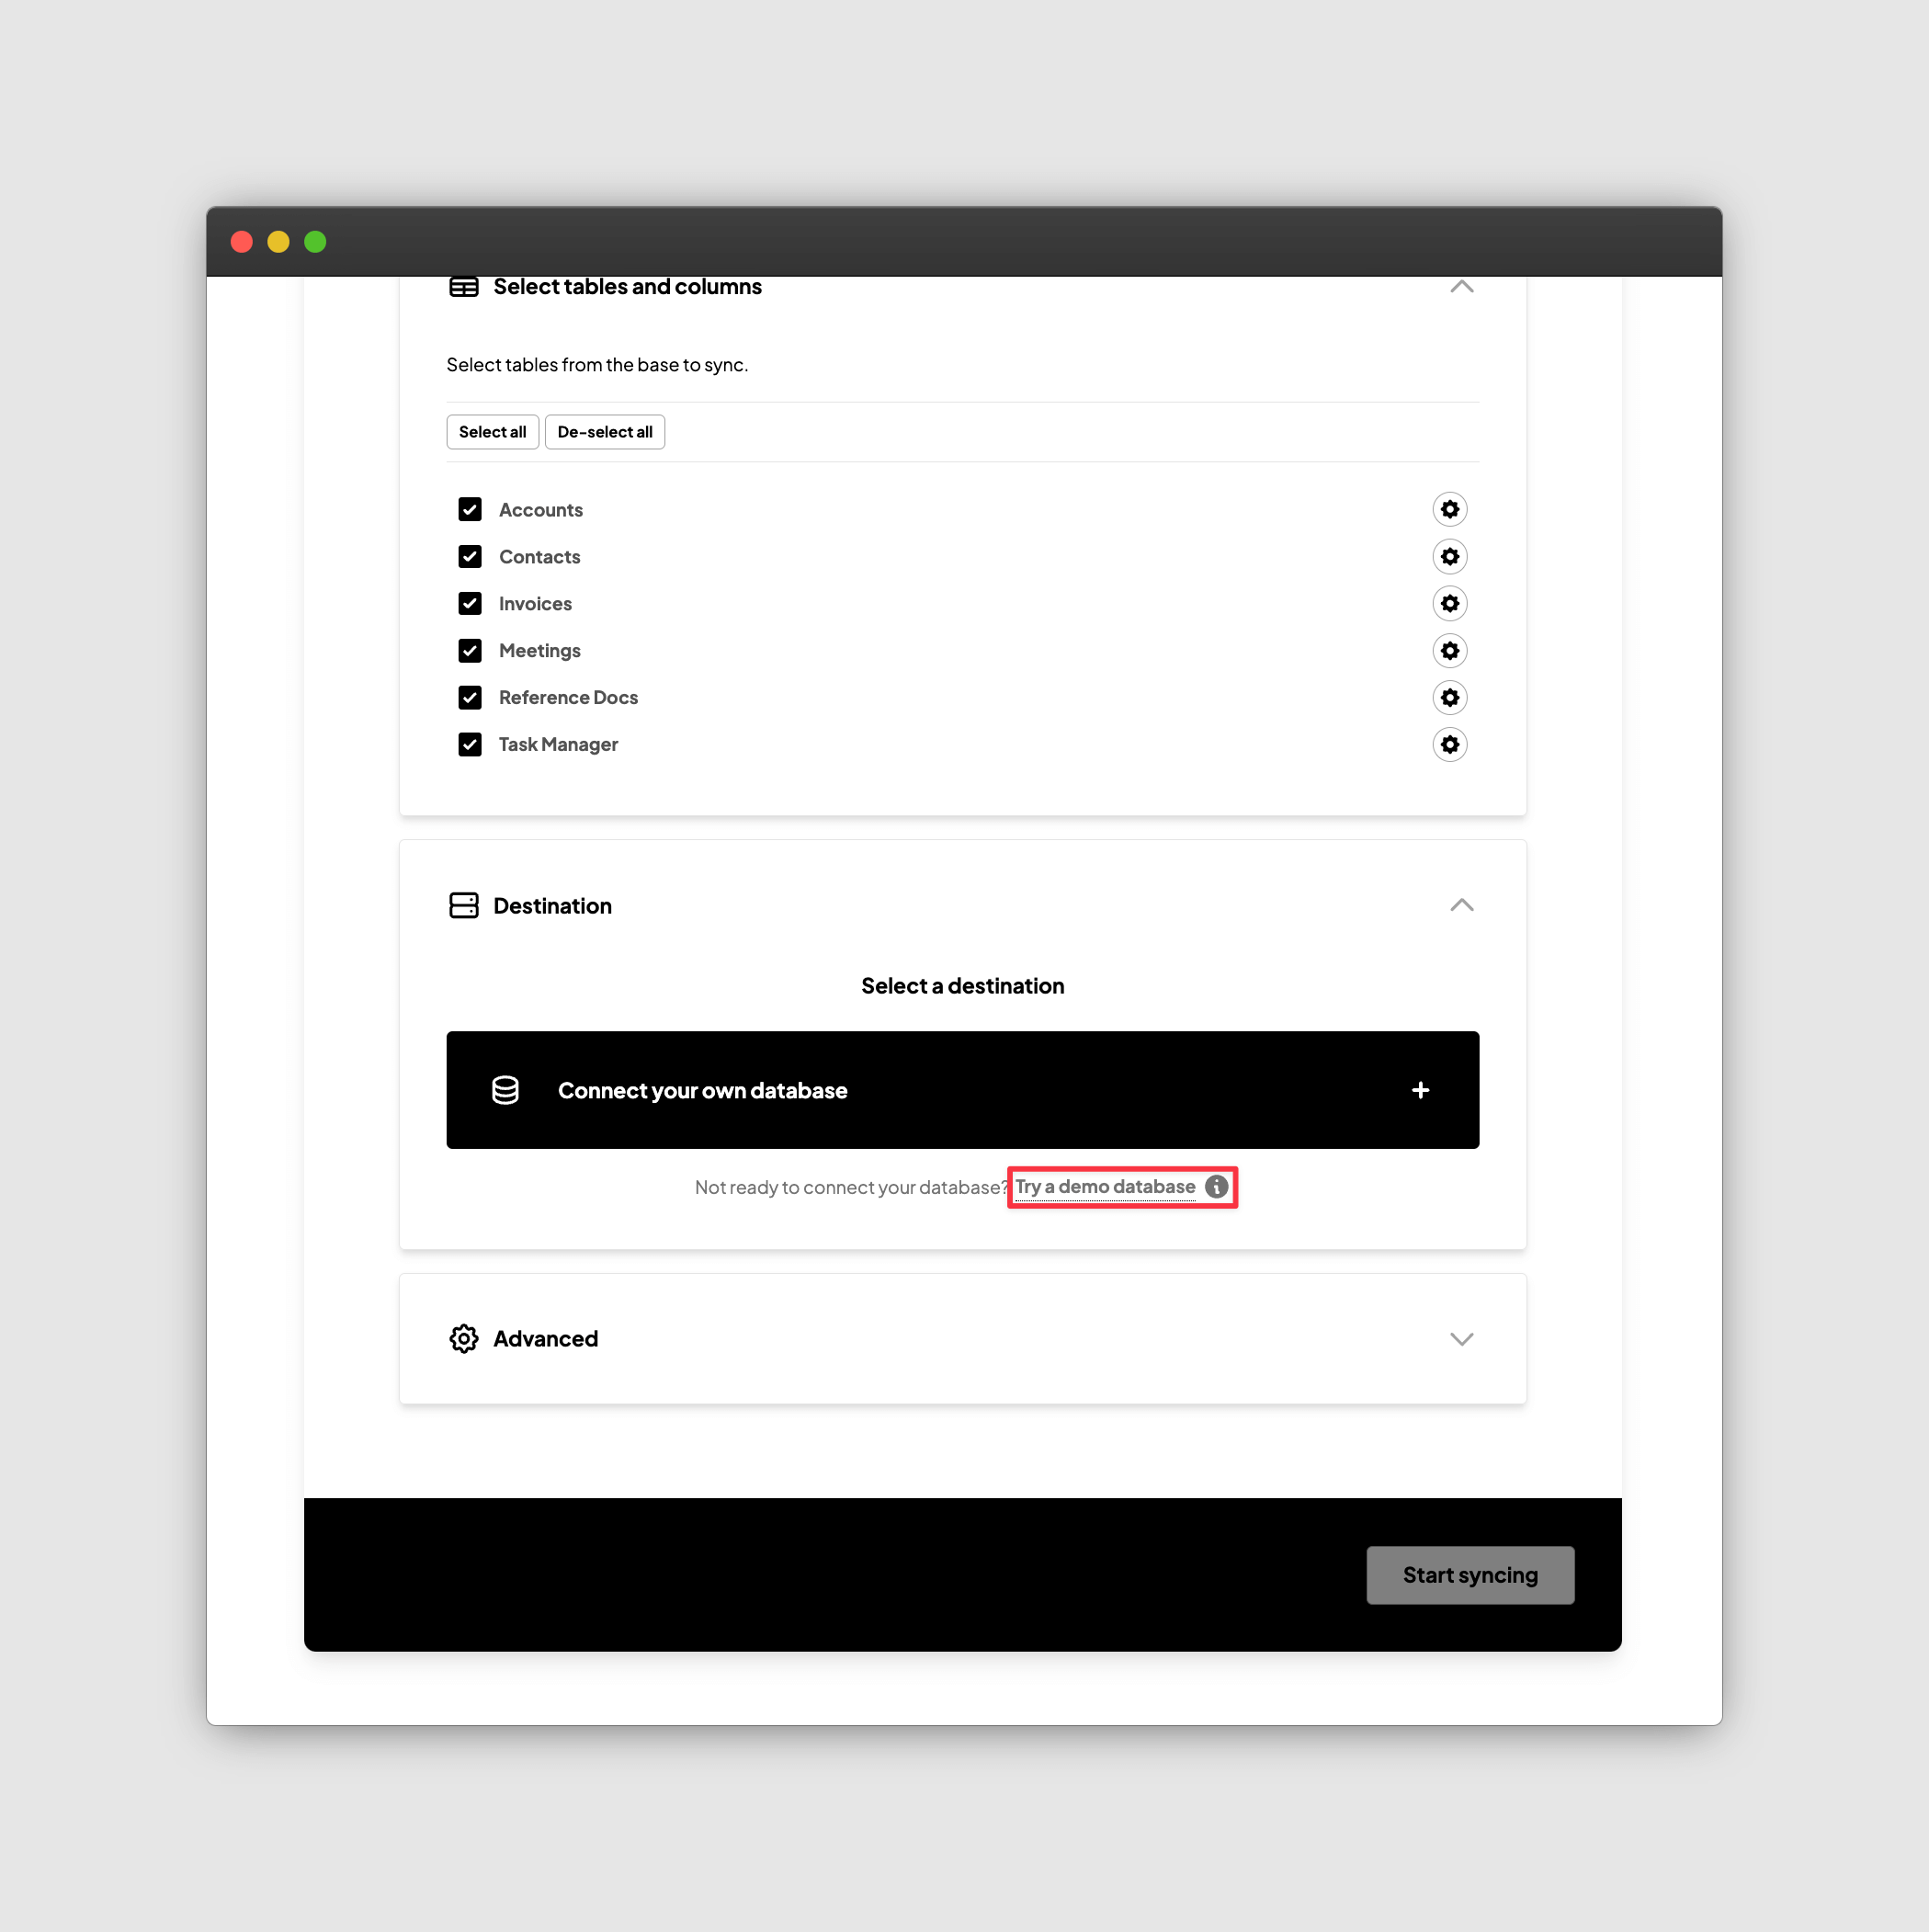 Select tables and columns
Select tables from the base to sync.
Select all De-select all
Accounts
Contacts
Invoices
Meetings
Reference Docs
Task Manager
Destination
Select a destination
Connect your own database +
Not ready to connect your database? Try a demo database
Advanced
Start syncing